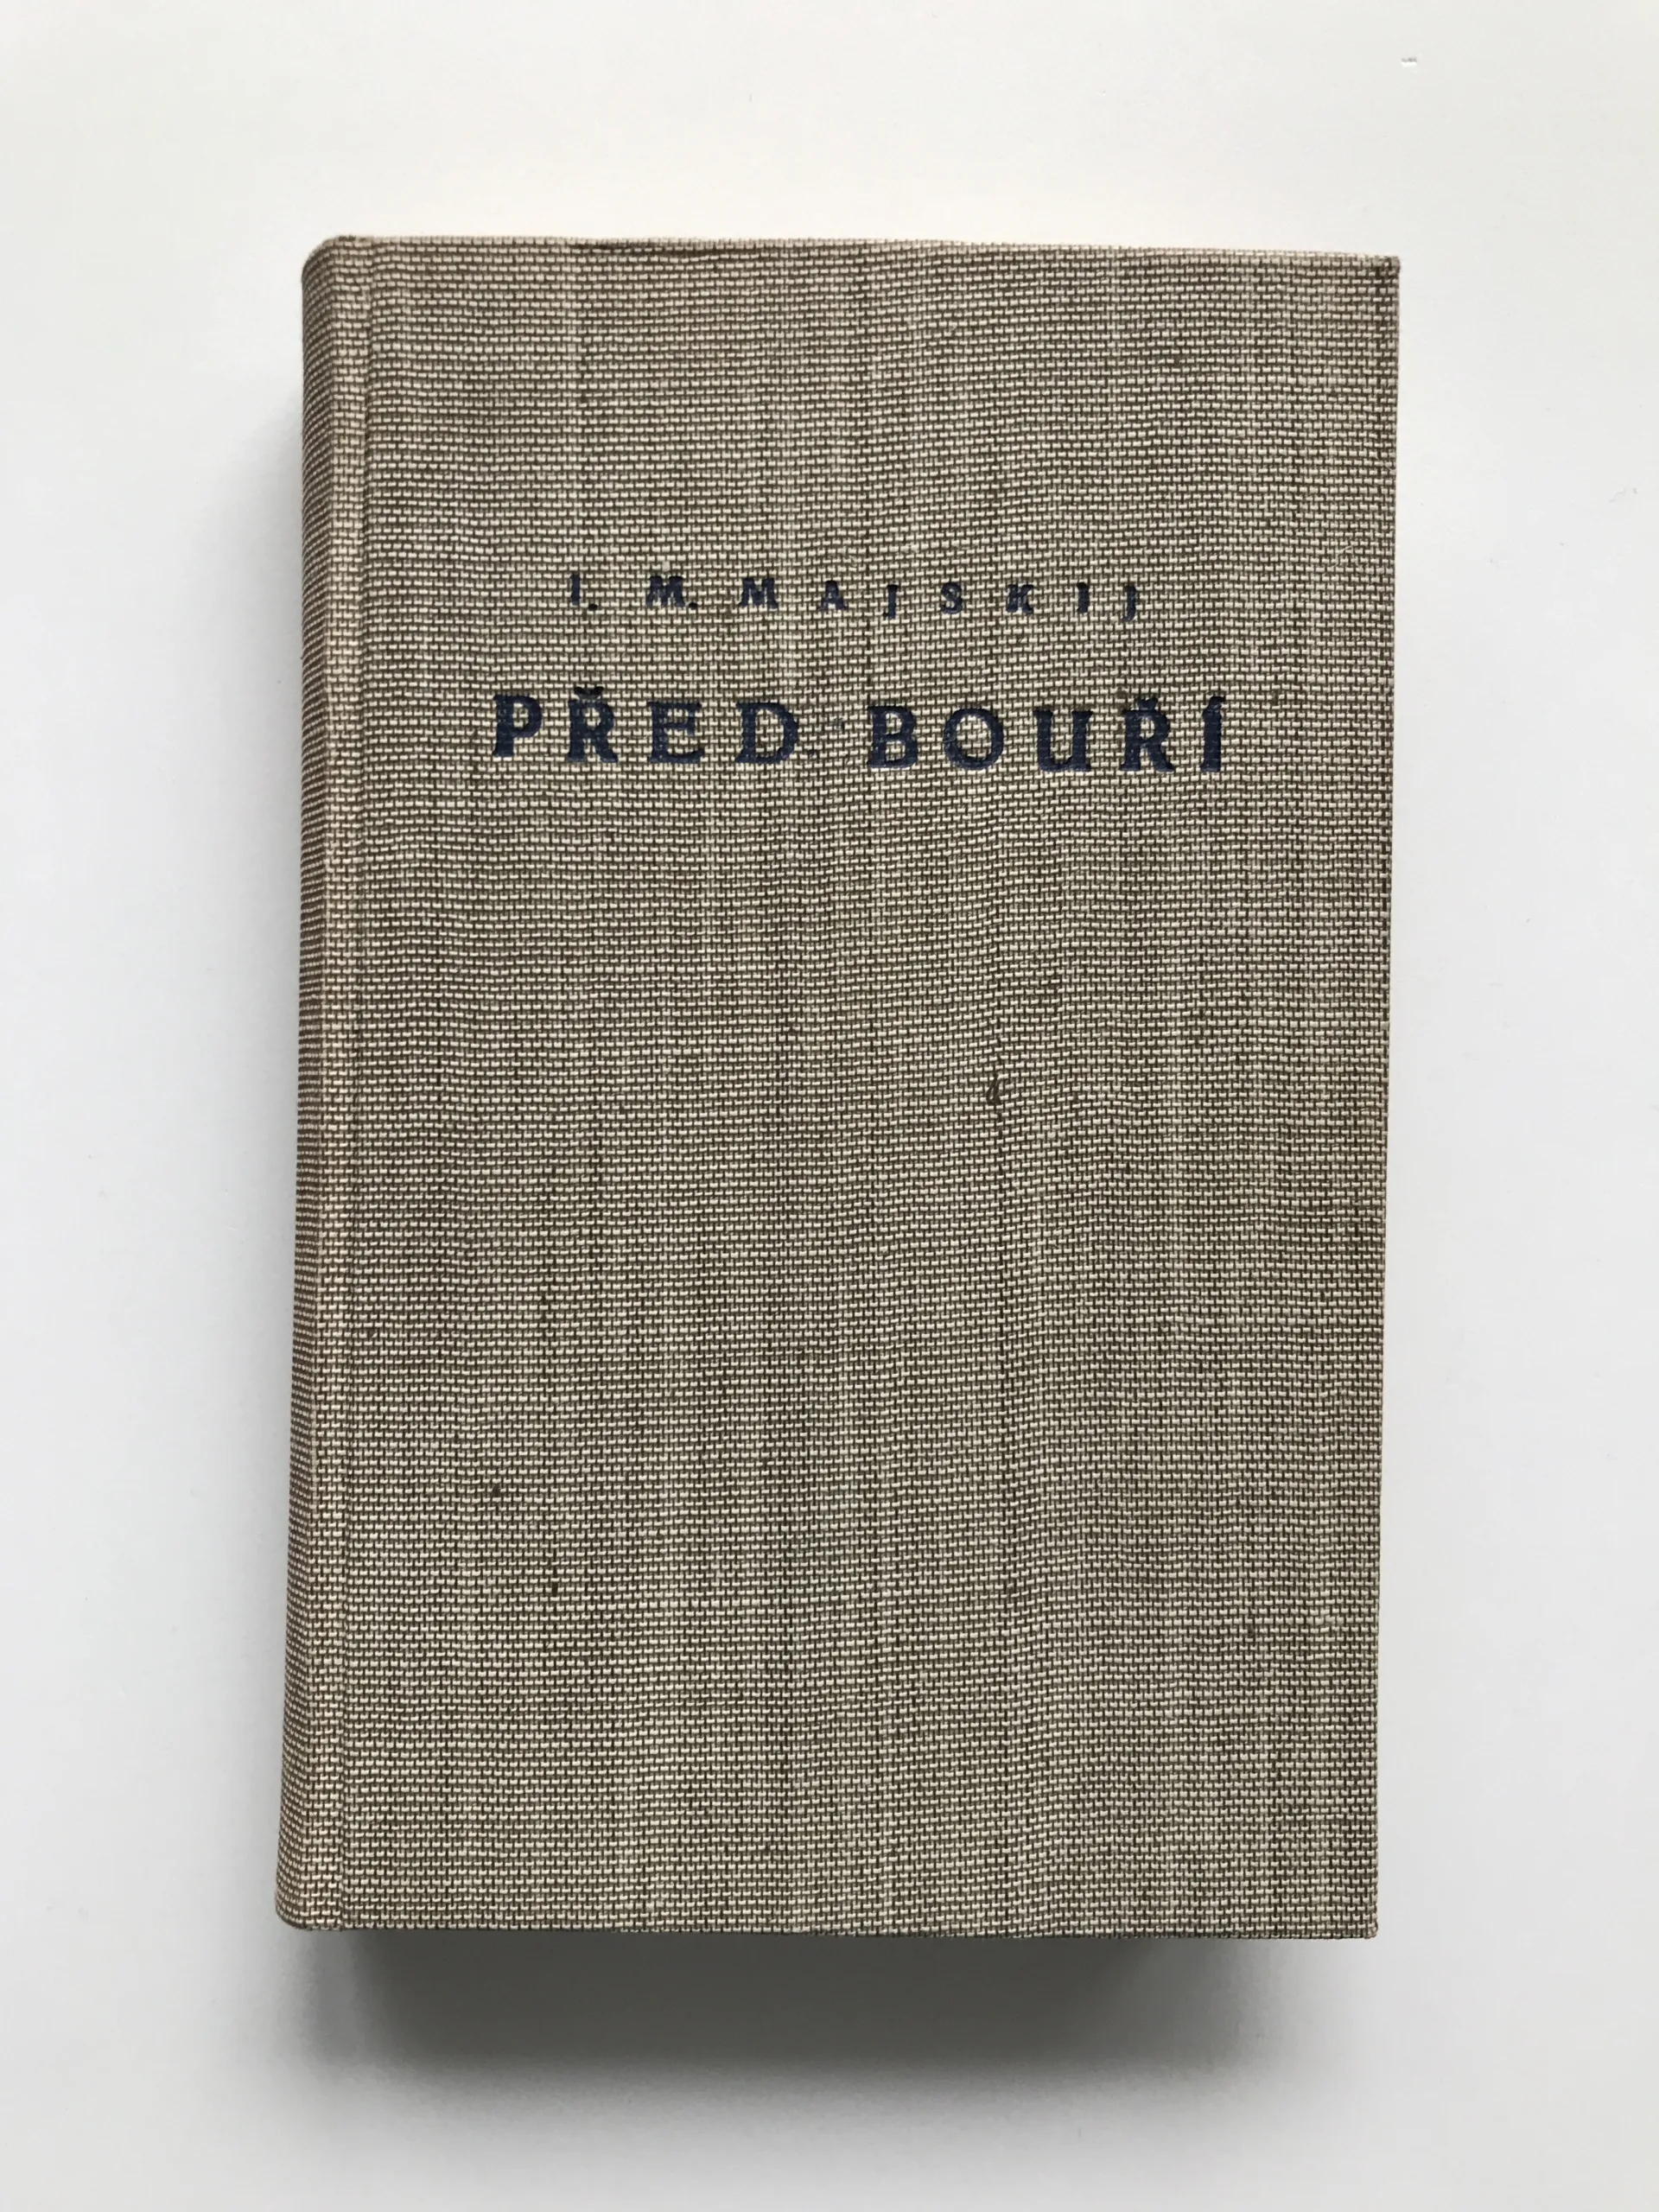 I. M. MAJSKIJ
PŘED BOUŘÍ